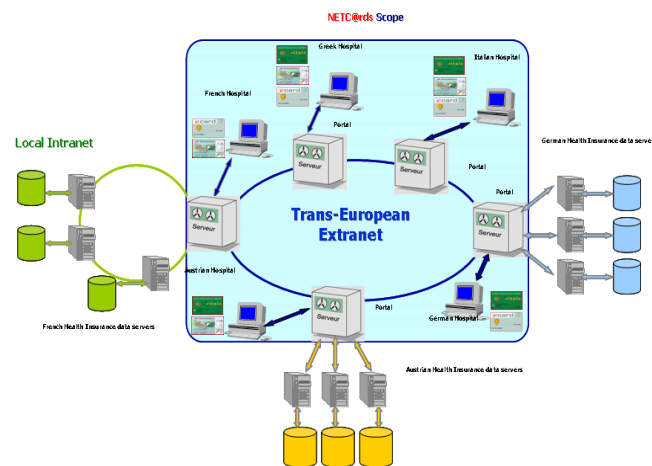 NETC@rds Scope
Greek Hospital
Italian Hospital
French Hospital
Portal
Local Intranet
German Health Insurance data serve
Serveur
Serveur
Portal
Portal
Trans-European
Extranet
Serveur
Serveur
Austrian Hospital
Serveur
Portal
German Hospital
French Health Insurance data servers
Austrian Health Insurance data servers